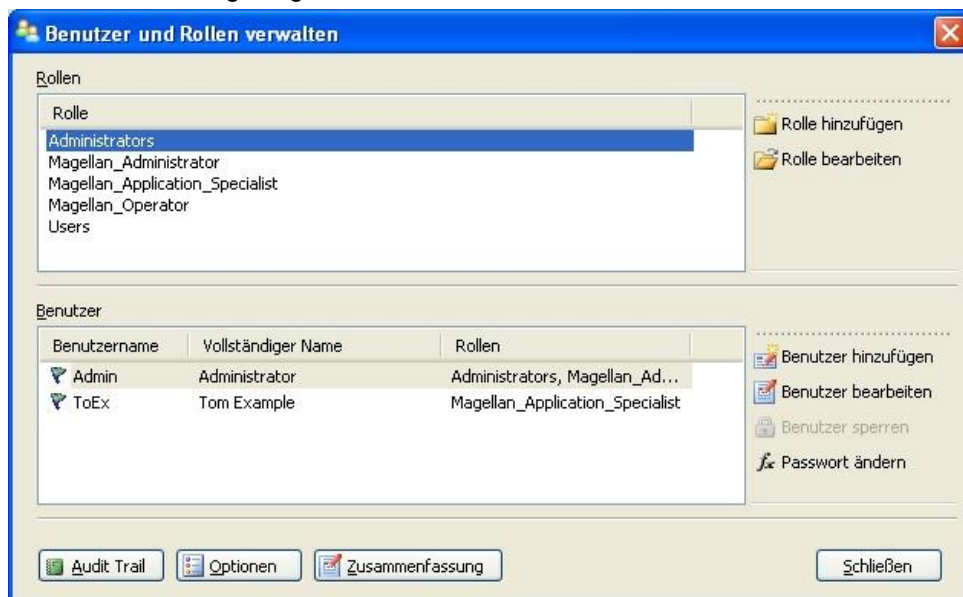 Benutzer und Rollen verwalten
Rollen
Rolle
Administrators
Magellan_Administrator
Magellan_Application_Specialist
Magellan_Operator
Users
Rolle hinzufügen
Rolle bearbeiten
Benutzer
Benutzername Vollständiger Name Rollen
Admin Administrator Administrators, Magellan_Ad...
ToEx Tom Example Magellan_Application_Specialist
Benutzer hinzufügen
Benutzer bearbeiten
Benutzer sperren
Passwort ändern
Audit Trail Optionen Zusammenfassung Schließen